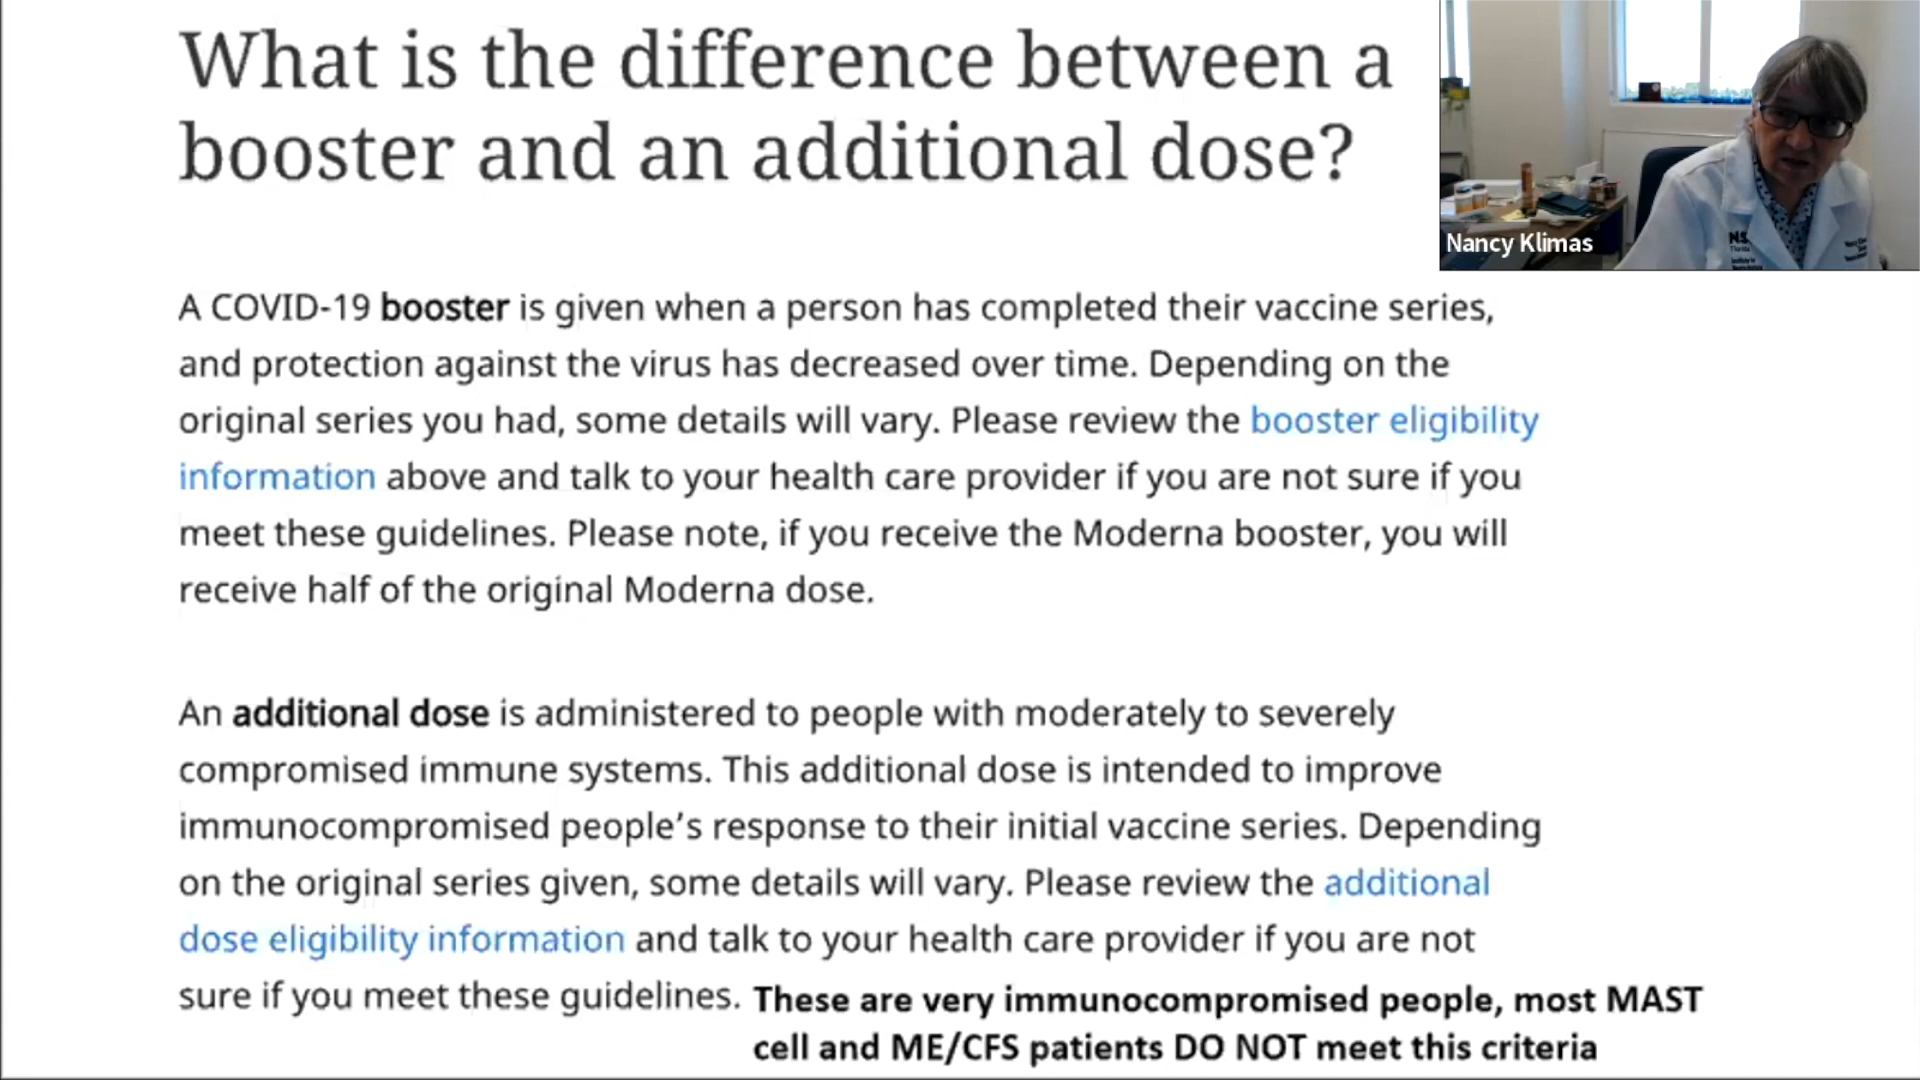 What is the difference between a
booster and an additional dose?
Nancy Klimas
NS
A COVID-19 booster is given when a person has completed their vaccine series,
and protection against the virus has decreased over time. Depending on the
original series you had, some details will vary. Please review the booster eligibility
information above and talk to your health care provider if you are not sure if you
meet these guidelines. Please note, if you receive the Moderna booster, you will
receive half of the original Moderna dose.
An additional dose is administered to people with moderately to severely
compromised immune systems. This additional dose is intended to improve
immunocompromised people’s response to their initial vaccine series. Depending
on the original series given, some details will vary. Please review the additional
dose eligibility information and talk to your health care provider if you are not
sure if you meet these guidelines. These are very immunocompromised people, most MAST
cell and ME/CFS patients DO NOT meet this criteria